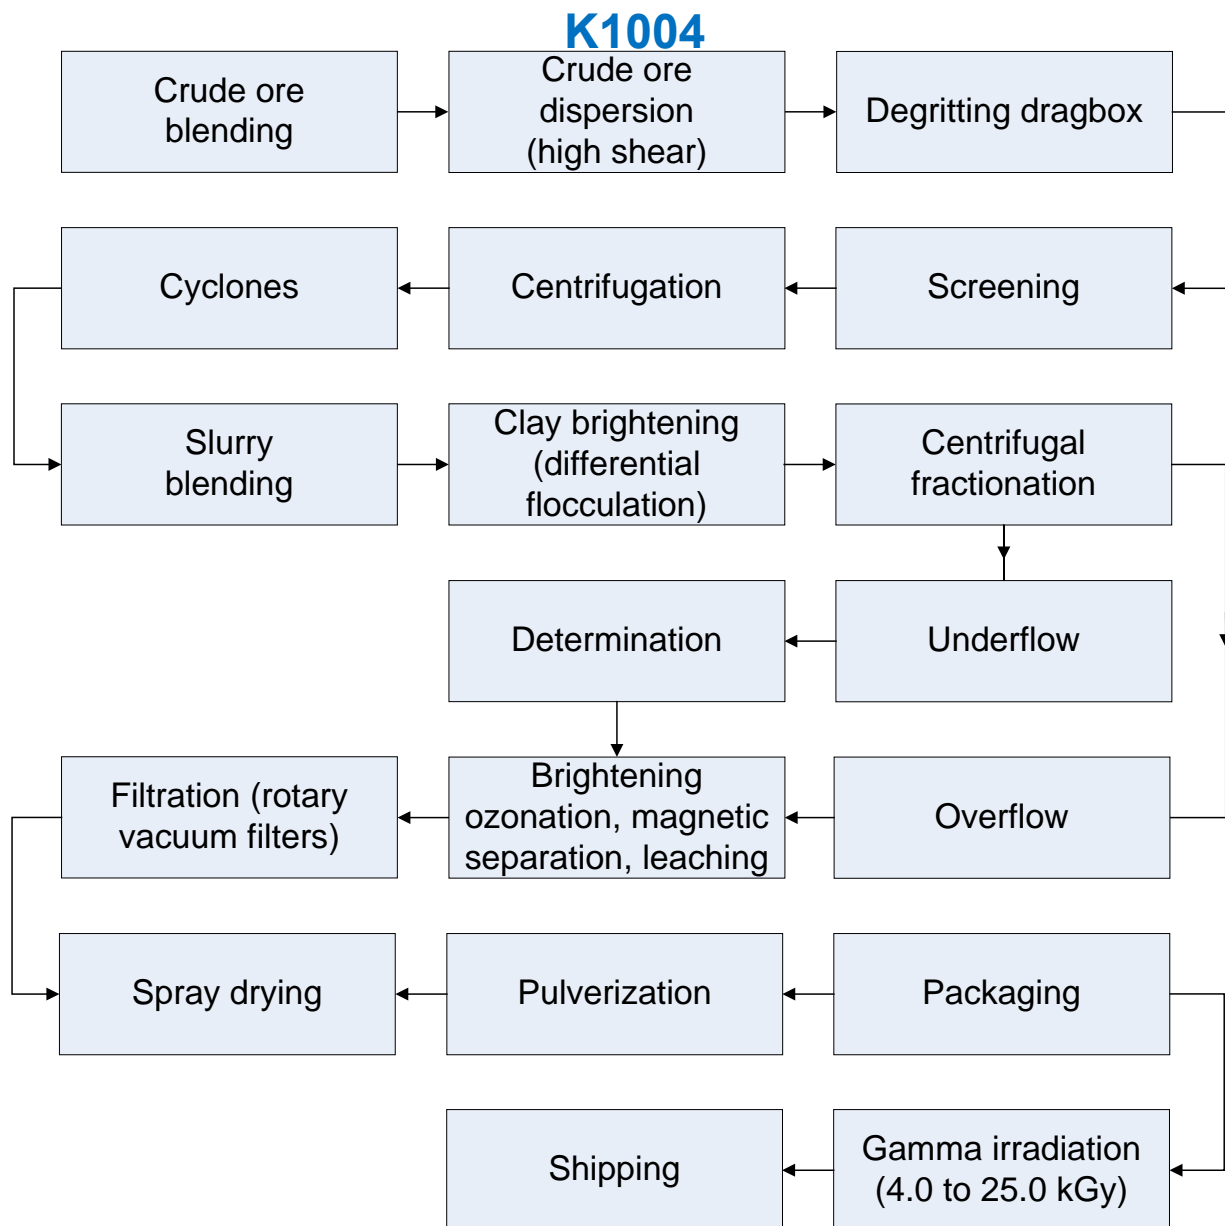 K1004
Crude ore
blending
Crude ore
dispersion
(high shear)
Degritting dragbox
Cyclones
Centrifugation
Screening
Slurry
blending
Clay brightening
(differential
flocculation)
Centrifugal
fractionation
Determination
Underflow
Filtration (rotary
vacuum filters)
Brightening
ozonation, magnetic
separation, leaching
Overflow
Spray drying
Pulverization
Packaging
Shipping
Gamma irradiation
(4.0 to 25.0 kGy)